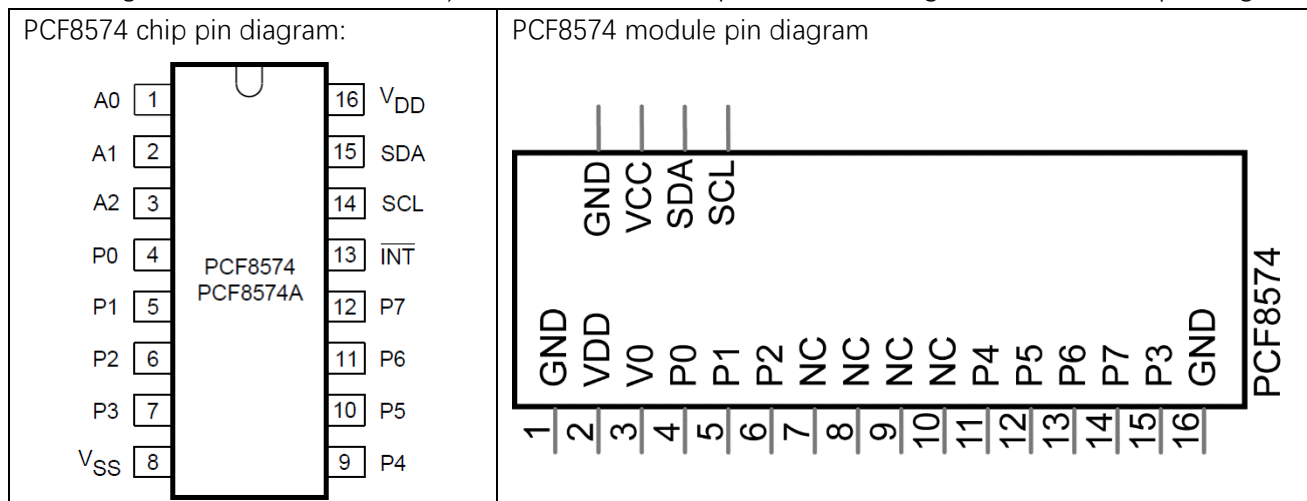 PCF8574 chip pin diagram:
A0 1 16 VDD
A1 2 15 SDA
A2 3 14 SCL
P0 4 13 INT
PCF8574
PCF8574A
P1 5 12 P7
P2 6 11 P6
P3 7 10 P5
VSS 8 9 P4
PCF8574 module pin diagram
GND VCC SDA SCL
GND VDD V0 P0 P1 P2 NC NC NC NC P4 P5 P6 P7 P3 GND
1 2 3 4 5 6 7 8 9 10 11 12 13 14 15 16
PCF8574